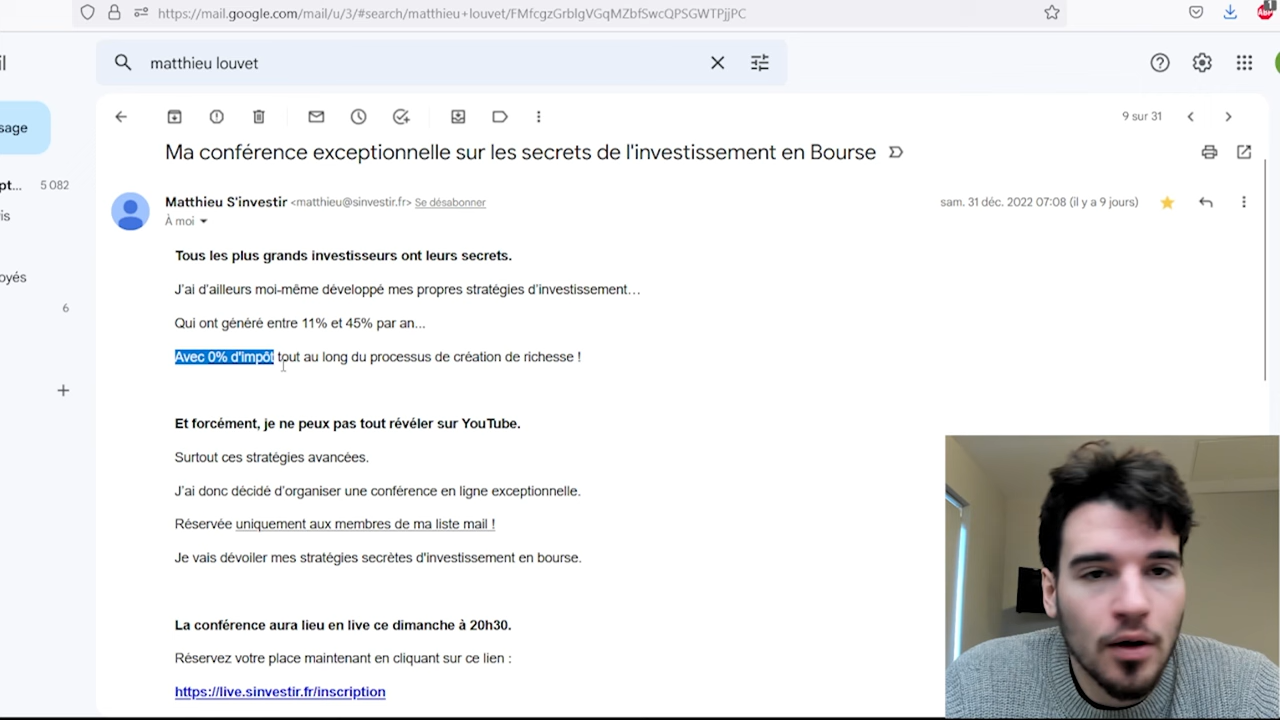 https://mail.google.com/mail/u/3/#search/matthieu+louvet/FMfcgzGrblgVGqMZbfSwcQPSGWTPjjPC
1
matthieu louvet
sage
9 sur 31
Ma conférence exceptionnelle sur les secrets de l'investissement en Bourse
pt... 5 082
Matthieu S'investir <matthieu@sinvestir.fr> Se désabonner
sam. 31 déc. 2022 07:08 (il y a 9 jours)
is
À moi
Tous les plus grands investisseurs ont leurs secrets.
oyés
J'ai d'ailleurs moi-même développé mes propres stratégies d'investissement…
6
Qui ont généré entre 11% et 45% par an...
Avec 0% d'impôt tout au long du processus de création de richesse !
Et forcément, je ne peux pas tout révéler sur YouTube.
Surtout ces stratégies avancées.
J'ai donc décidé d'organiser une conférence en ligne exceptionnelle.
Réservée uniquement aux membres de ma liste mail !
Je vais dévoiler mes stratégies secrètes d'investissement en bourse.
La conférence aura lieu en live ce dimanche à 20h30.
Réservez votre place maintenant en cliquant sur ce lien :
https://live.sinvestir.fr/inscription